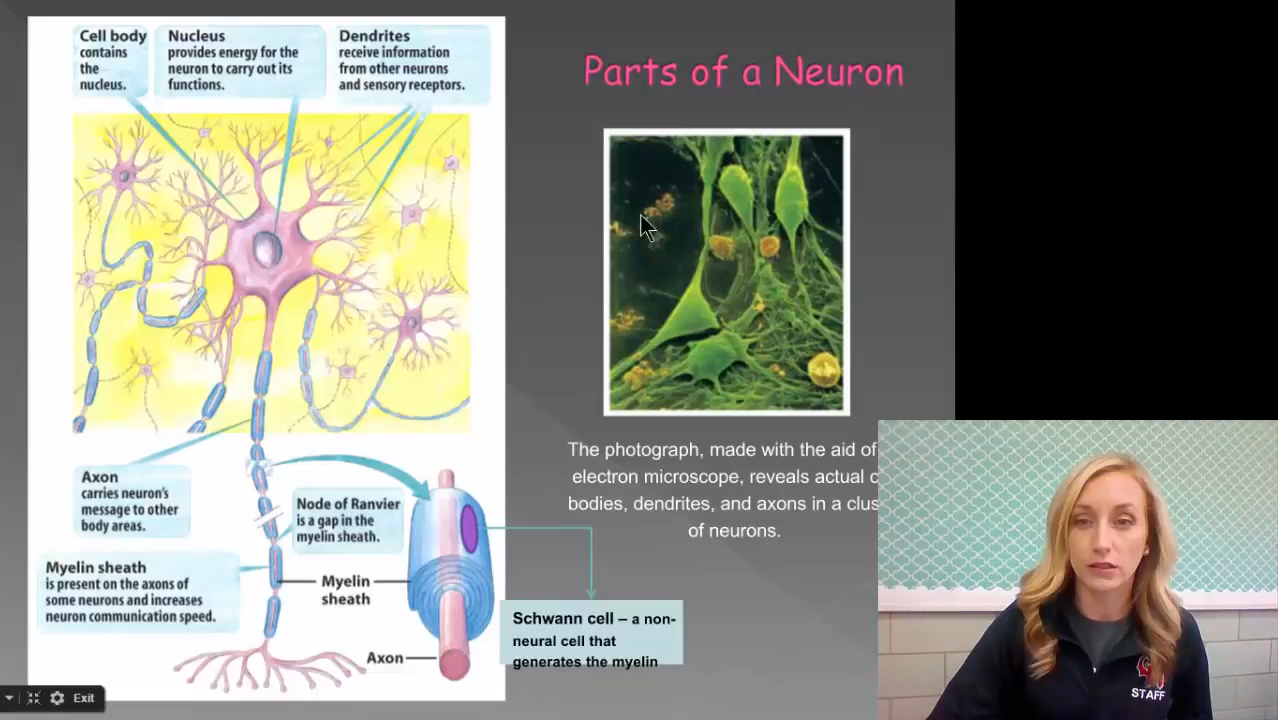 Cell body
contains
the
nucleus.
Nucleus
provides energy for the
neuron to carry out its
functions.
Dendrites
receive information
from other neurons
and sensory receptors.
Parts of a Neuron
The photograph, made with the aid of
electron microscope, reveals actual
bodies, dendrites, and axons in a
of neurons.
Axon
carries neuron's
message to other
body areas.
Node of Ranvier
is a gap in the
myelin sheath.
Myelin sheath
is present on the axons of
some neurons and increases
neuron communication speed.
Myelin
sheath
Axon
Schwann cell – a non-
neural cell that
generates the myelin
Exit
STAFF